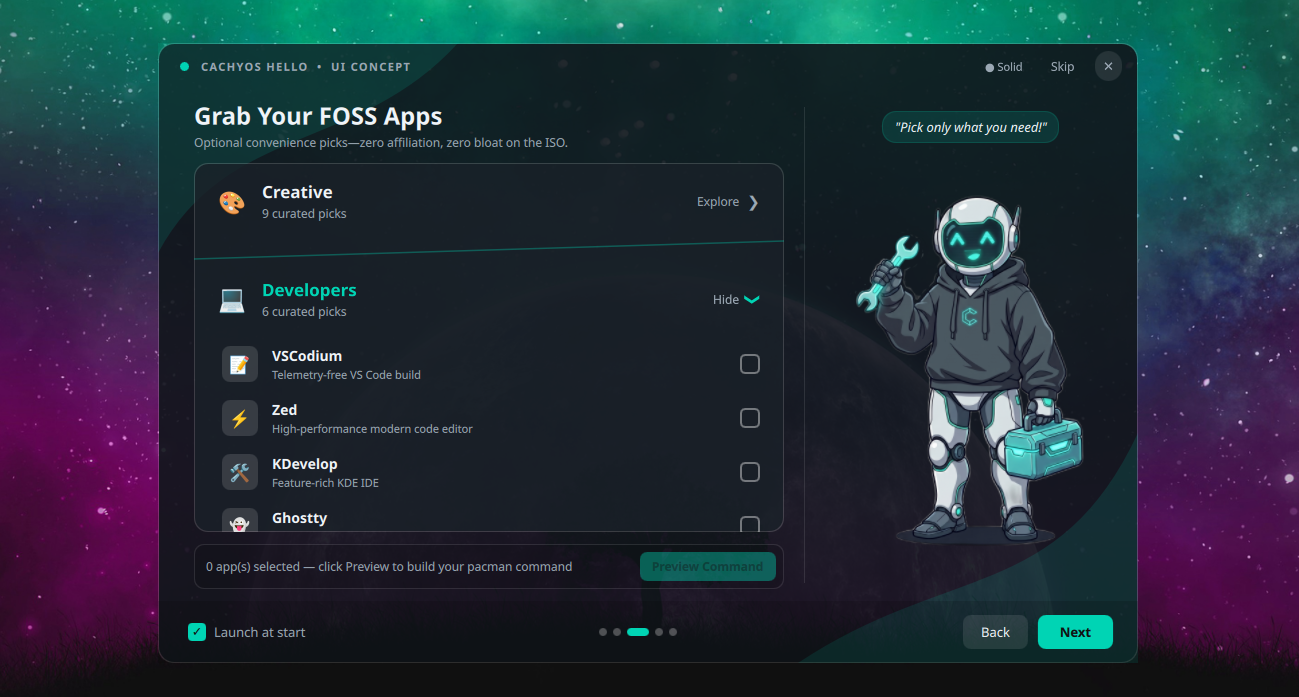 CACHYOS HELLO • UI CONCEPT
Solid
Skip
Grab Your FOSS Apps
Optional convenience picks—zero affiliation, zero bloat on the ISO.
"Pick only what you need!"
Creative
9 curated picks
Explore
Developers
6 curated picks
Hide
VSCodium
Telemetry-free VS Code build
Zed
High-performance modern code editor
KDevelop
Feature-rich KDE IDE
Ghostty
0 app(s) selected — click Preview to build your pacman command
Preview Command
Launch at start
Back
Next